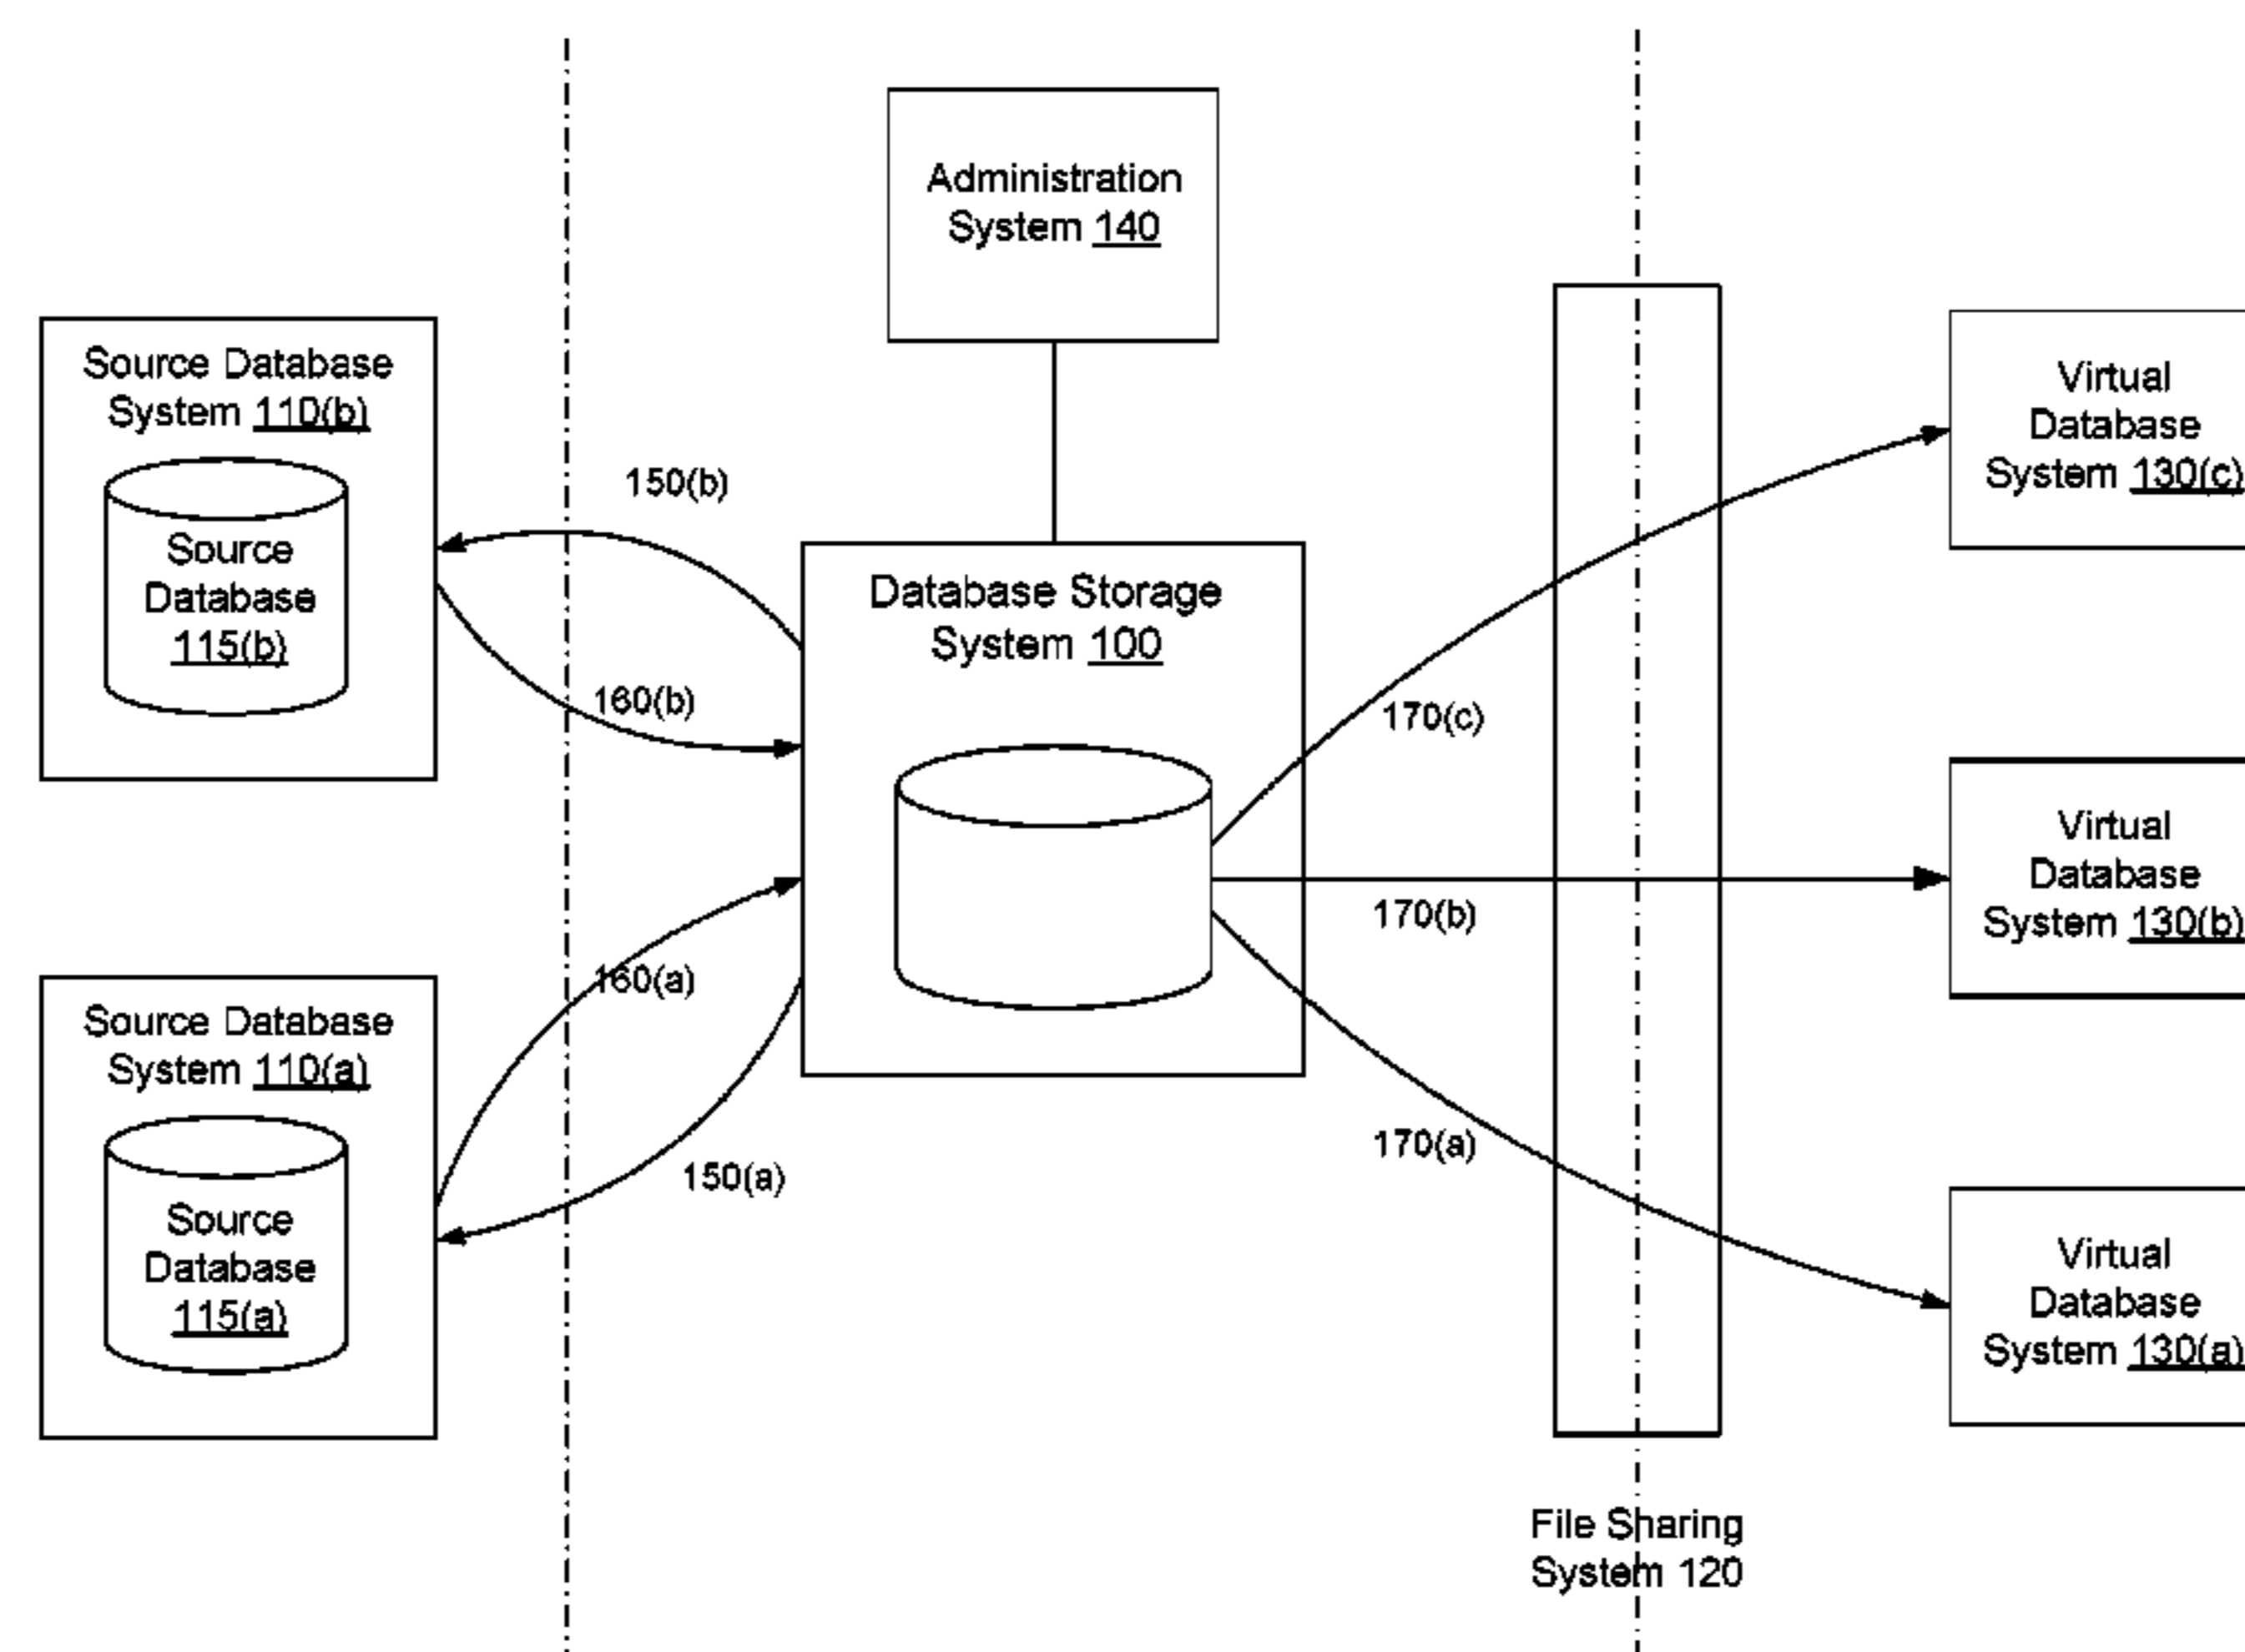 Administration
System 140
Source Database
System 110(b)
Source
Database
115(b)
150(b)
160(b)
Database Storage
System 100
Virtual
Database
System 130(c)
170(c)
Virtual
Database
System 130(b)
170(b)
Source Database
System 110(a)
Source
Database
115(a)
160(a)
150(a)
170(a)
Virtual
Database
System 130(a)
File Sharing
System 120